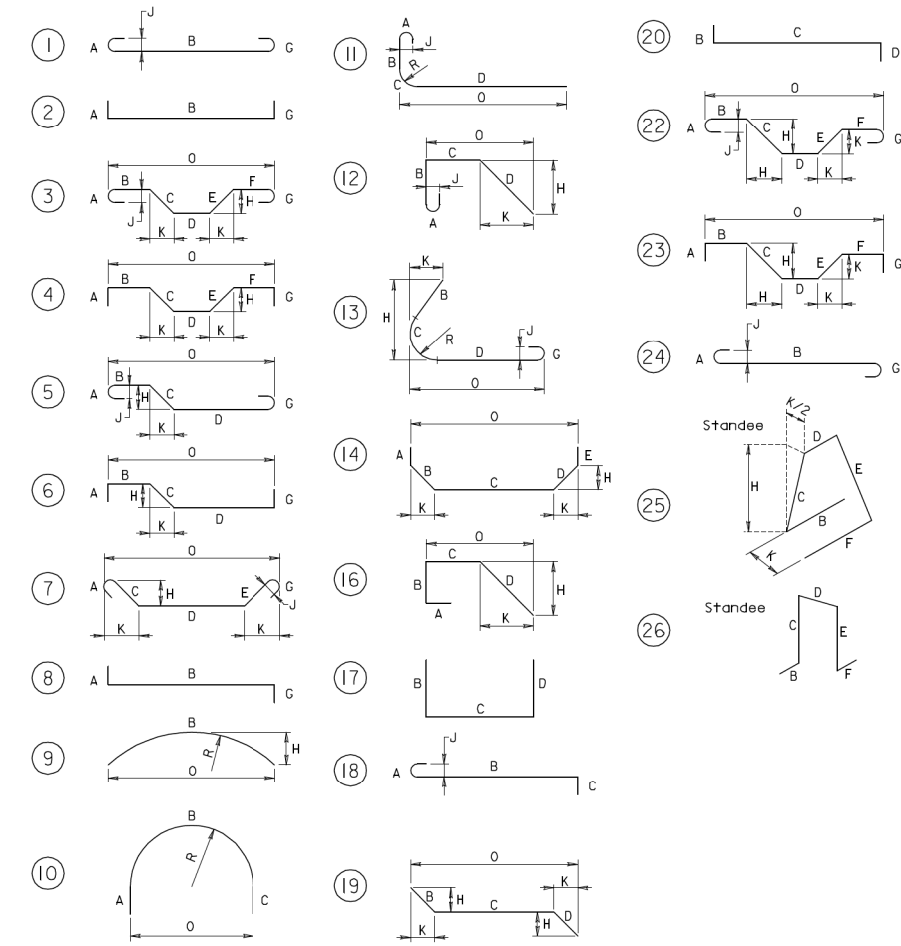 1
A
J
B
G
2
A
B
G
3
O
A
B
C
E
F
H
G
J
D
K
K
4
O
B
C
E
F
H
A
D
G
K
K
5
O
A
B
H
C
G
J
D
K
6
O
B
C
A
H
D
G
K
7
O
A
C
H
E
G
J
D
K
K
8
A
B
G
9
B
R
H
O
10
B
R
A
C
O
11
A
J
B
R
C
D
O
12
O
C
B
J
D
H
A
K
13
K
B
H
C
R
D
J
G
O
14
O
A
E
B
C
D
H
K
K
16
O
C
B
D
H
A
K
17
B
D
C
18
J
A
B
C
19
O
K
B
H
C
H
D
K
20
B
C
D
22
O
A
B
C
H
E
F
K
G
J
D
H
K
23
O
B
A
C
H
E
F
K
G
D
H
K
24
J
A
B
G
Standee
25
K/2
D
H
C
E
B
K
F
Standee
26
D
C
E
B
F